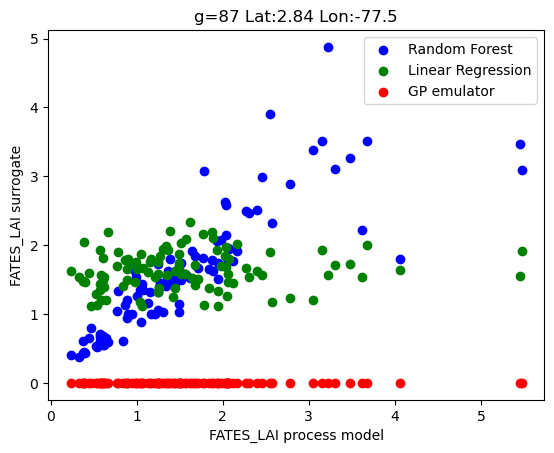 g=87 Lat:2.84 Lon:-77.5
Random Forest
Linear Regression
GP emulator
FATES_LAI surrogate
5
4
3
2
1
0
0 1 2 3 4 5
FATES_LAI process model